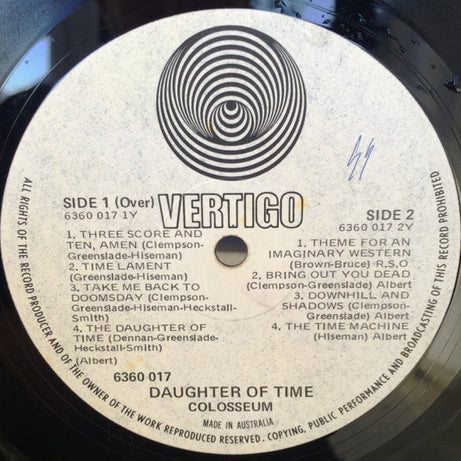 VERTIGO
SIDE 1 (Over)
6360 017 1Y
1. THREE SCORE AND
TEN, AMEN (Clempson-
Greenslade-Hiseman)
2. TIME LAMENT
(Greenslade-Hiseman)
3. TAKE ME BACK TO
DOOMSDAY (Clempson-
Greenslade-Hiseman-Heckstall-
Smith)
4. THE DAUGHTER OF
TIME (Dennan-Greenslade-
Heckstall-Smith)
(Albert)
SIDE 2
6360 017 2Y
1. THEME FOR AN
IMAGINARY WESTERN
(Brown-Bruce) R.S.O
2. BRING OUT YOU DEAD
(Clempson-Greenslade) Albert
3. DOWNHILL AND
SHADOWS (Clempson-
Greenslade) Albert
4. THE TIME MACHINE
(Hiseman) Albert
6360 017
DAUGHTER OF TIME
COLOSSEUM
MADE IN AUSTRALIA
ALL RIGHTS OF THE RECORD PRODUCER AND OF THE OWNER OF THE WORK REPRODUCED RESERVED. COPYING, PUBLIC PERFORMANCE AND BROADCASTING OF THIS RECORD PROHIBITED